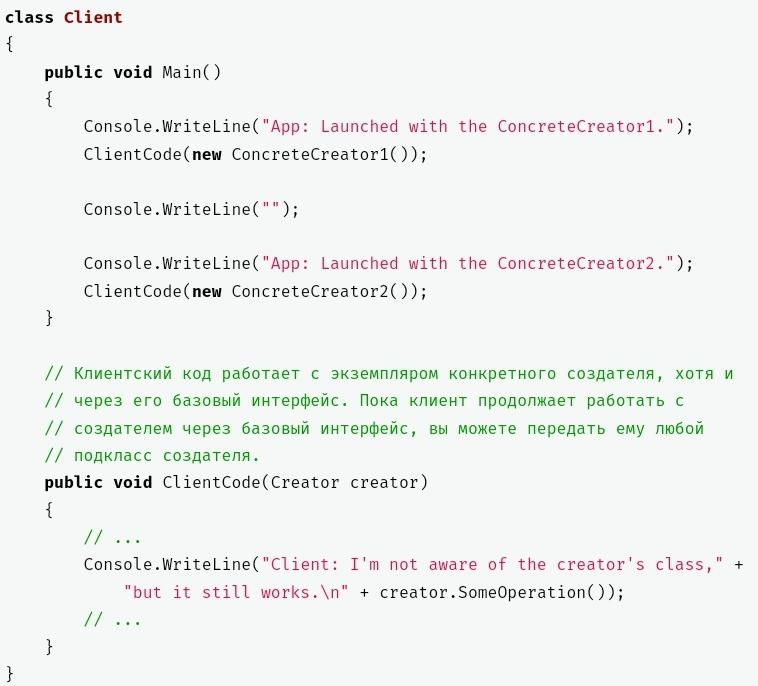 class Client
{
    public void Main()
    {
        Console.WriteLine("App: Launched with the ConcreteCreator1.");
        ClientCode(new ConcreteCreator1());

        Console.WriteLine("");

        Console.WriteLine("App: Launched with the ConcreteCreator2.");
        ClientCode(new ConcreteCreator2());
    }

    // Клиентский код работает с экземпляром конкретного создателя, хотя и
    // через его базовый интерфейс. Пока клиент продолжает работать с
    // создателем через базовый интерфейс, вы можете передать ему любой
    // подкласс создателя.
    public void ClientCode(Creator creator)
    {
        // ...
        Console.WriteLine("Client: I'm not aware of the creator's class," +
            "but it still works.\n" + creator.SomeOperation());
        // ...
    }
}